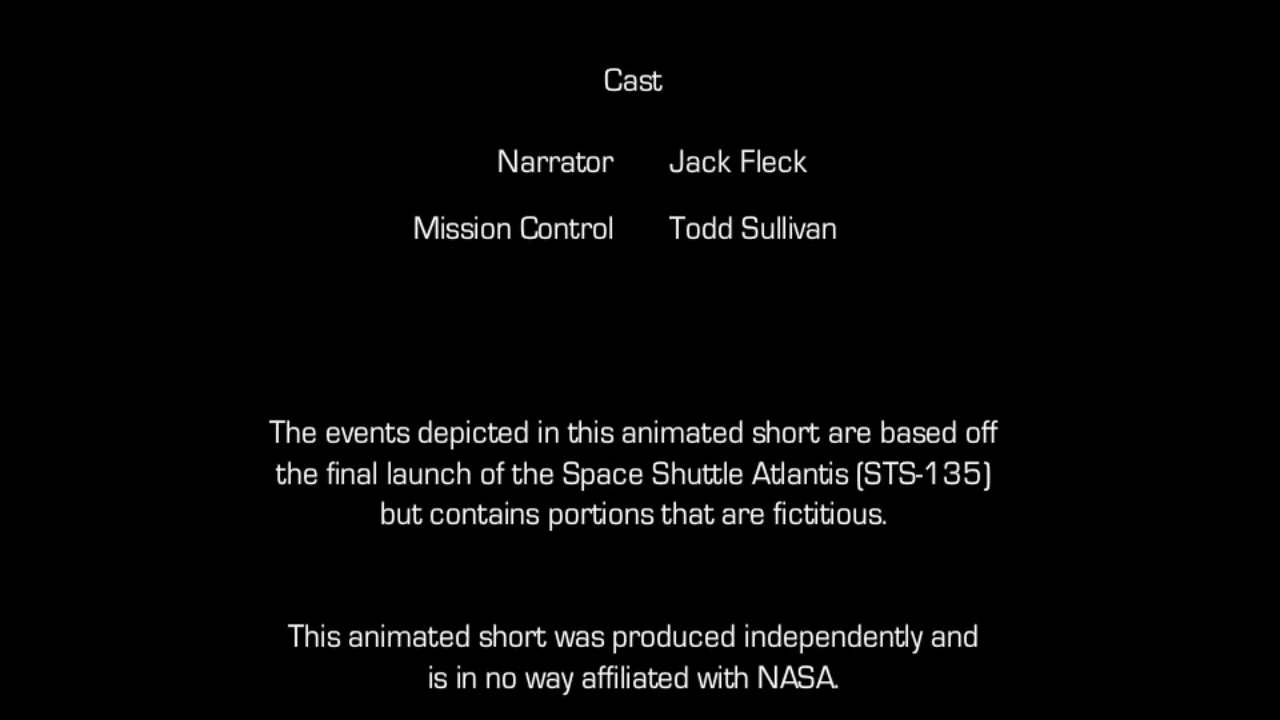 Cast
Narrator Jack Fleck
Mission Control Todd Sullivan
The events depicted in this animated short are based off
the final launch of the Space Shuttle Atlantis (STS-135)
but contains portions that are fictitious.
This animated short was produced independently and
is in no way affiliated with NASA.